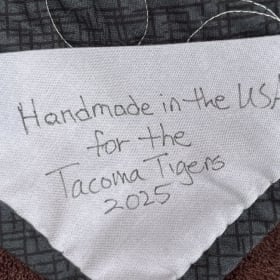 Handmade in the USA
for the
Tacoma Tigers
2025